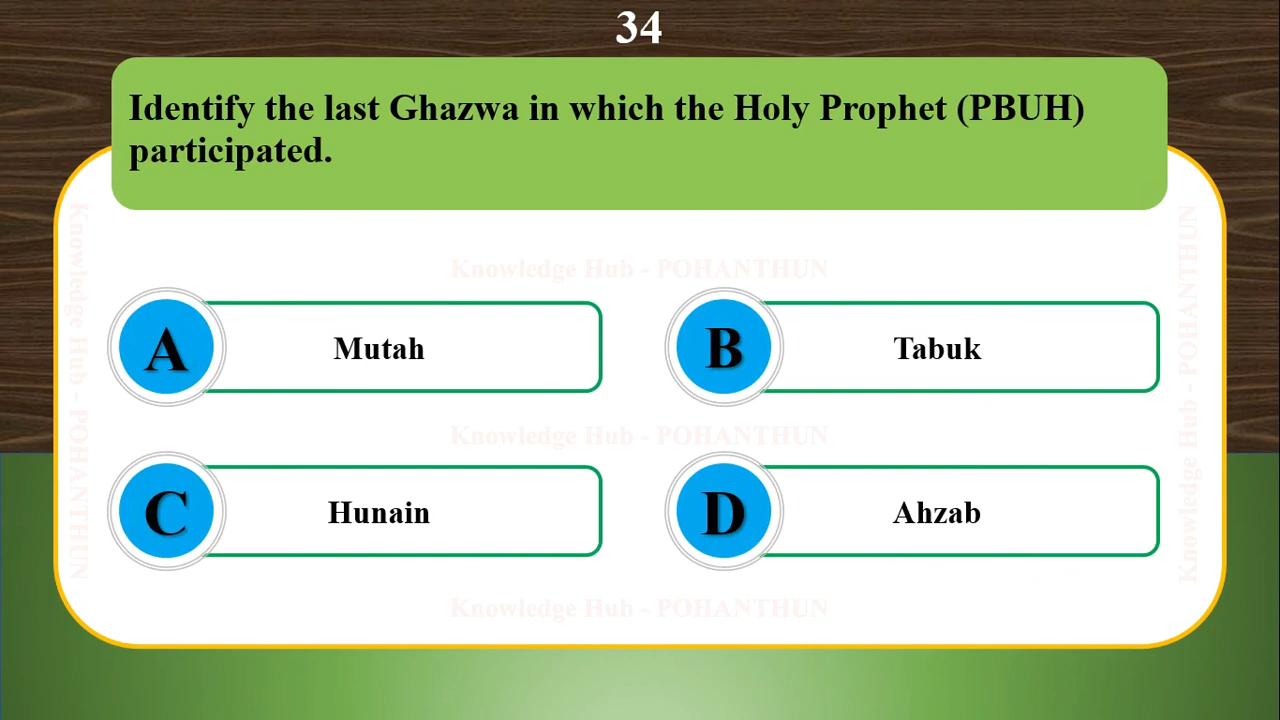 34
Identify the last Ghazwa in which the Holy Prophet (PBUH)
participated.
Knowledge Hub - POHANTHUN
Knowledge Hub - POHANTHUN
Knowledge Hub - POHANTHUN
A Mutah
B Tabuk
Knowledge Hub - POHANTHUN
C Hunain
D Ahzab
Knowledge Hub - POHANTHUN